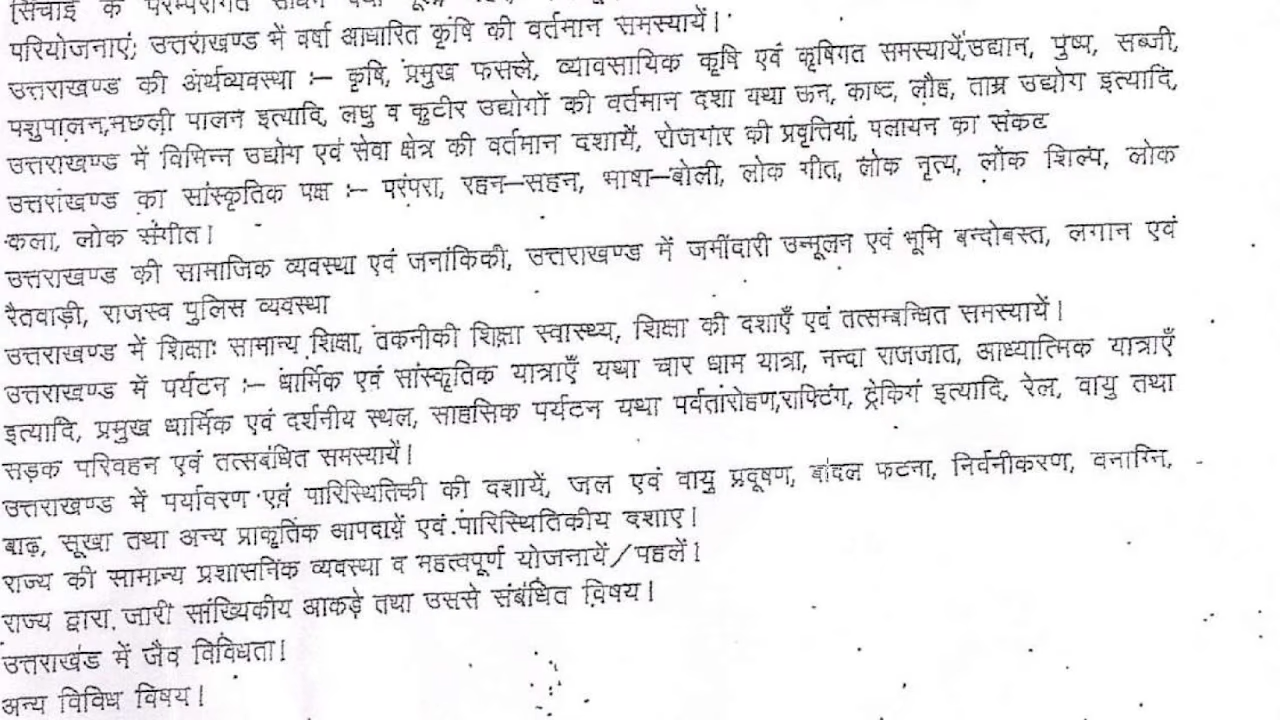 सिंचाई के परम्परागत साधन
परियोजनाएं; उत्तराखण्ड में वर्षा आधारित कृषि की वर्तमान समस्यायें।
उत्तराखण्ड की अर्थव्यवस्था :– कृषि, प्रमुख फसले, व्यावसायिक कृषि एवं कृषिगत समस्यायें,उद्यान, पुष्प, सब्जी,
पशुपालन,मछली पालन इत्यादि, लघु व कुटीर उद्योगों की वर्तमान दशा यथा ऊन, काष्ट, लौह, ताम्र उद्योग इत्यादि,
उत्तराखण्ड में विभिन्न उद्योग एवं सेवा क्षेत्र की वर्तमान दशायें, रोजगार की प्रवृत्तियां, पलायन का संकट
उत्तराखण्ड का सांस्कृतिक पक्ष :– परंपरा, रहन–सहन, भाषा–बोली, लोक गीत, लोक नृत्य, लोक शिल्प, लोक
कला, लोक संगीत।
उत्तराखण्ड की सामाजिक व्यवस्था एवं जनांकिकी, उत्तराखण्ड में जमींदारी उन्मूलन एवं भूमि बन्दोबस्त, लगान एवं
रैतवाड़ी, राजस्व पुलिस व्यवस्था
उत्तराखण्ड में शिक्षाः सामान्य शिक्षा, तकनीकी शिक्षा स्वास्थ्य, शिक्षा की दशाएँ एवं तत्सम्बन्धित समस्यायें।
उत्तराखण्ड में पर्यटन :– धार्मिक एवं सांस्कृतिक यात्राएँ यथा चार धाम यात्रा, नन्दा राजजात, आध्यात्मिक यात्राएँ
इत्यादि, प्रमुख धार्मिक एवं दर्शनीय स्थल, साहसिक पर्यटन यथा पर्वतारोहण,राफ्टिंग, ट्रेकिगं इत्यादि, रेल, वायु तथा
सड़क परिवहन एवं तत्सबंधित समस्यायें।
उत्तराखण्ड में पर्यावरण एवं पारिस्थितिकी की दशायें, जल एवं वायु प्रदूषण, बादल फटना, निर्वनीकरण, वनाग्नि,
बाढ़, सूखा तथा अन्य प्राकृतिक आपदायें एवं पारिस्थितिकीय दशाए।
राज्य की सामान्य प्रशासनिक व्यवस्था व महत्वपूर्ण योजनायें/पहलें।
राज्य द्वारा जारी सांख्यिकीय आकड़े तथा उससे संबंधित विषय।
उत्तराखंड में जैव विविधता।
अन्य विविध विषय।